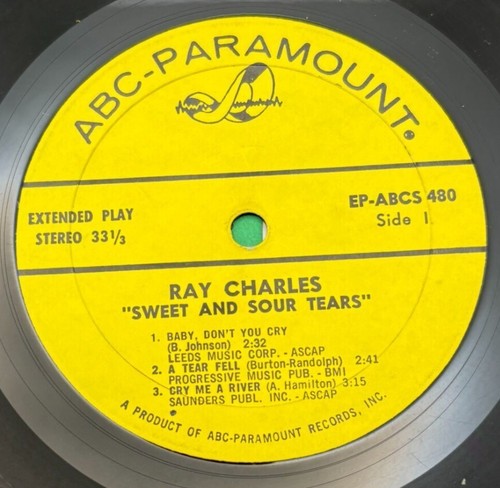 ABC-PARAMOUNT®
EXTENDED PLAY
STEREO 33 1/3
EP-ABCS 480
Side 1
RAY CHARLES
"SWEET AND SOUR TEARS"
1. BABY, DON'T YOU CRY
(B. Johnson) 2:32
LEEDS MUSIC CORP. - ASCAP
2. A TEAR FELL (Burton-Randolph) 2:41
PROGRESSIVE MUSIC PUB. - BMI
3. CRY ME A RIVER (A. Hamilton) 3:15
SAUNDERS PUBL. INC. - ASCAP
A PRODUCT OF ABC-PARAMOUNT RECORDS, INC.